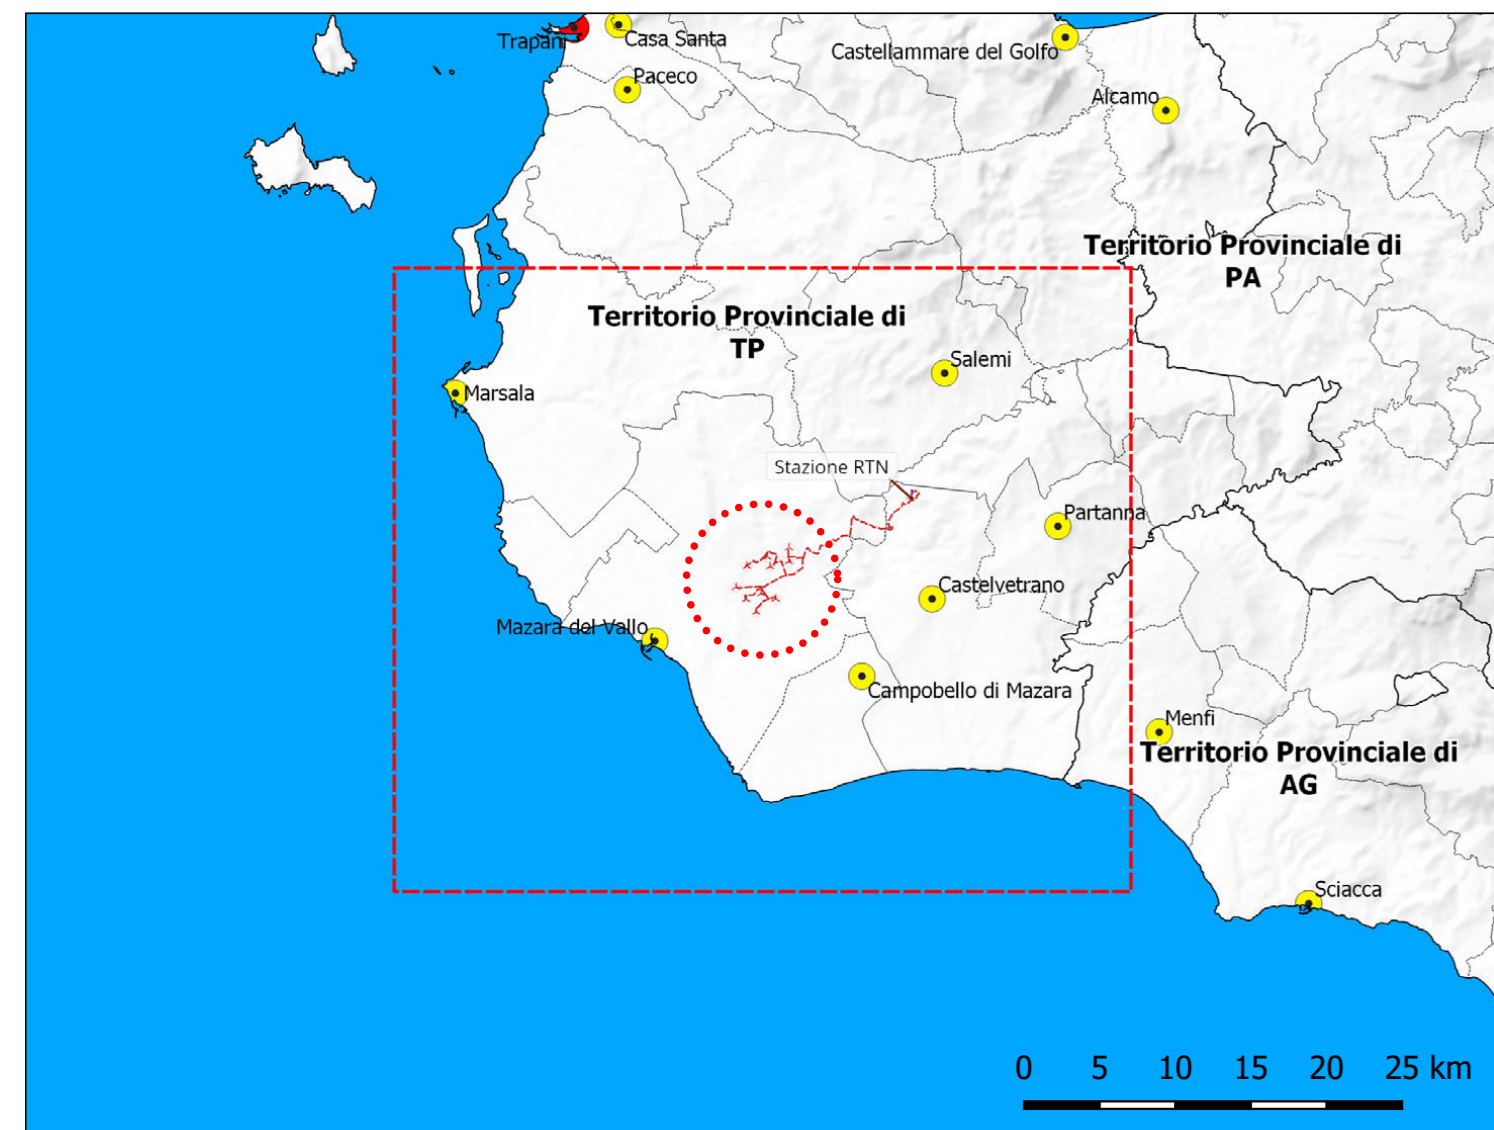 Trapani
Casa Santa
Castellammare del Golfo
Paceco
Alcamo
Territorio Provinciale di
PA
Territorio Provinciale di
TP
Salemi
Marsala
Stazione RTN
Partanna
Castelvetrano
Mazara del Vallo
Campobello di Mazara
Menfi
Territorio Provinciale di
AG
Sciacca
0 5 10 15 20 25 km